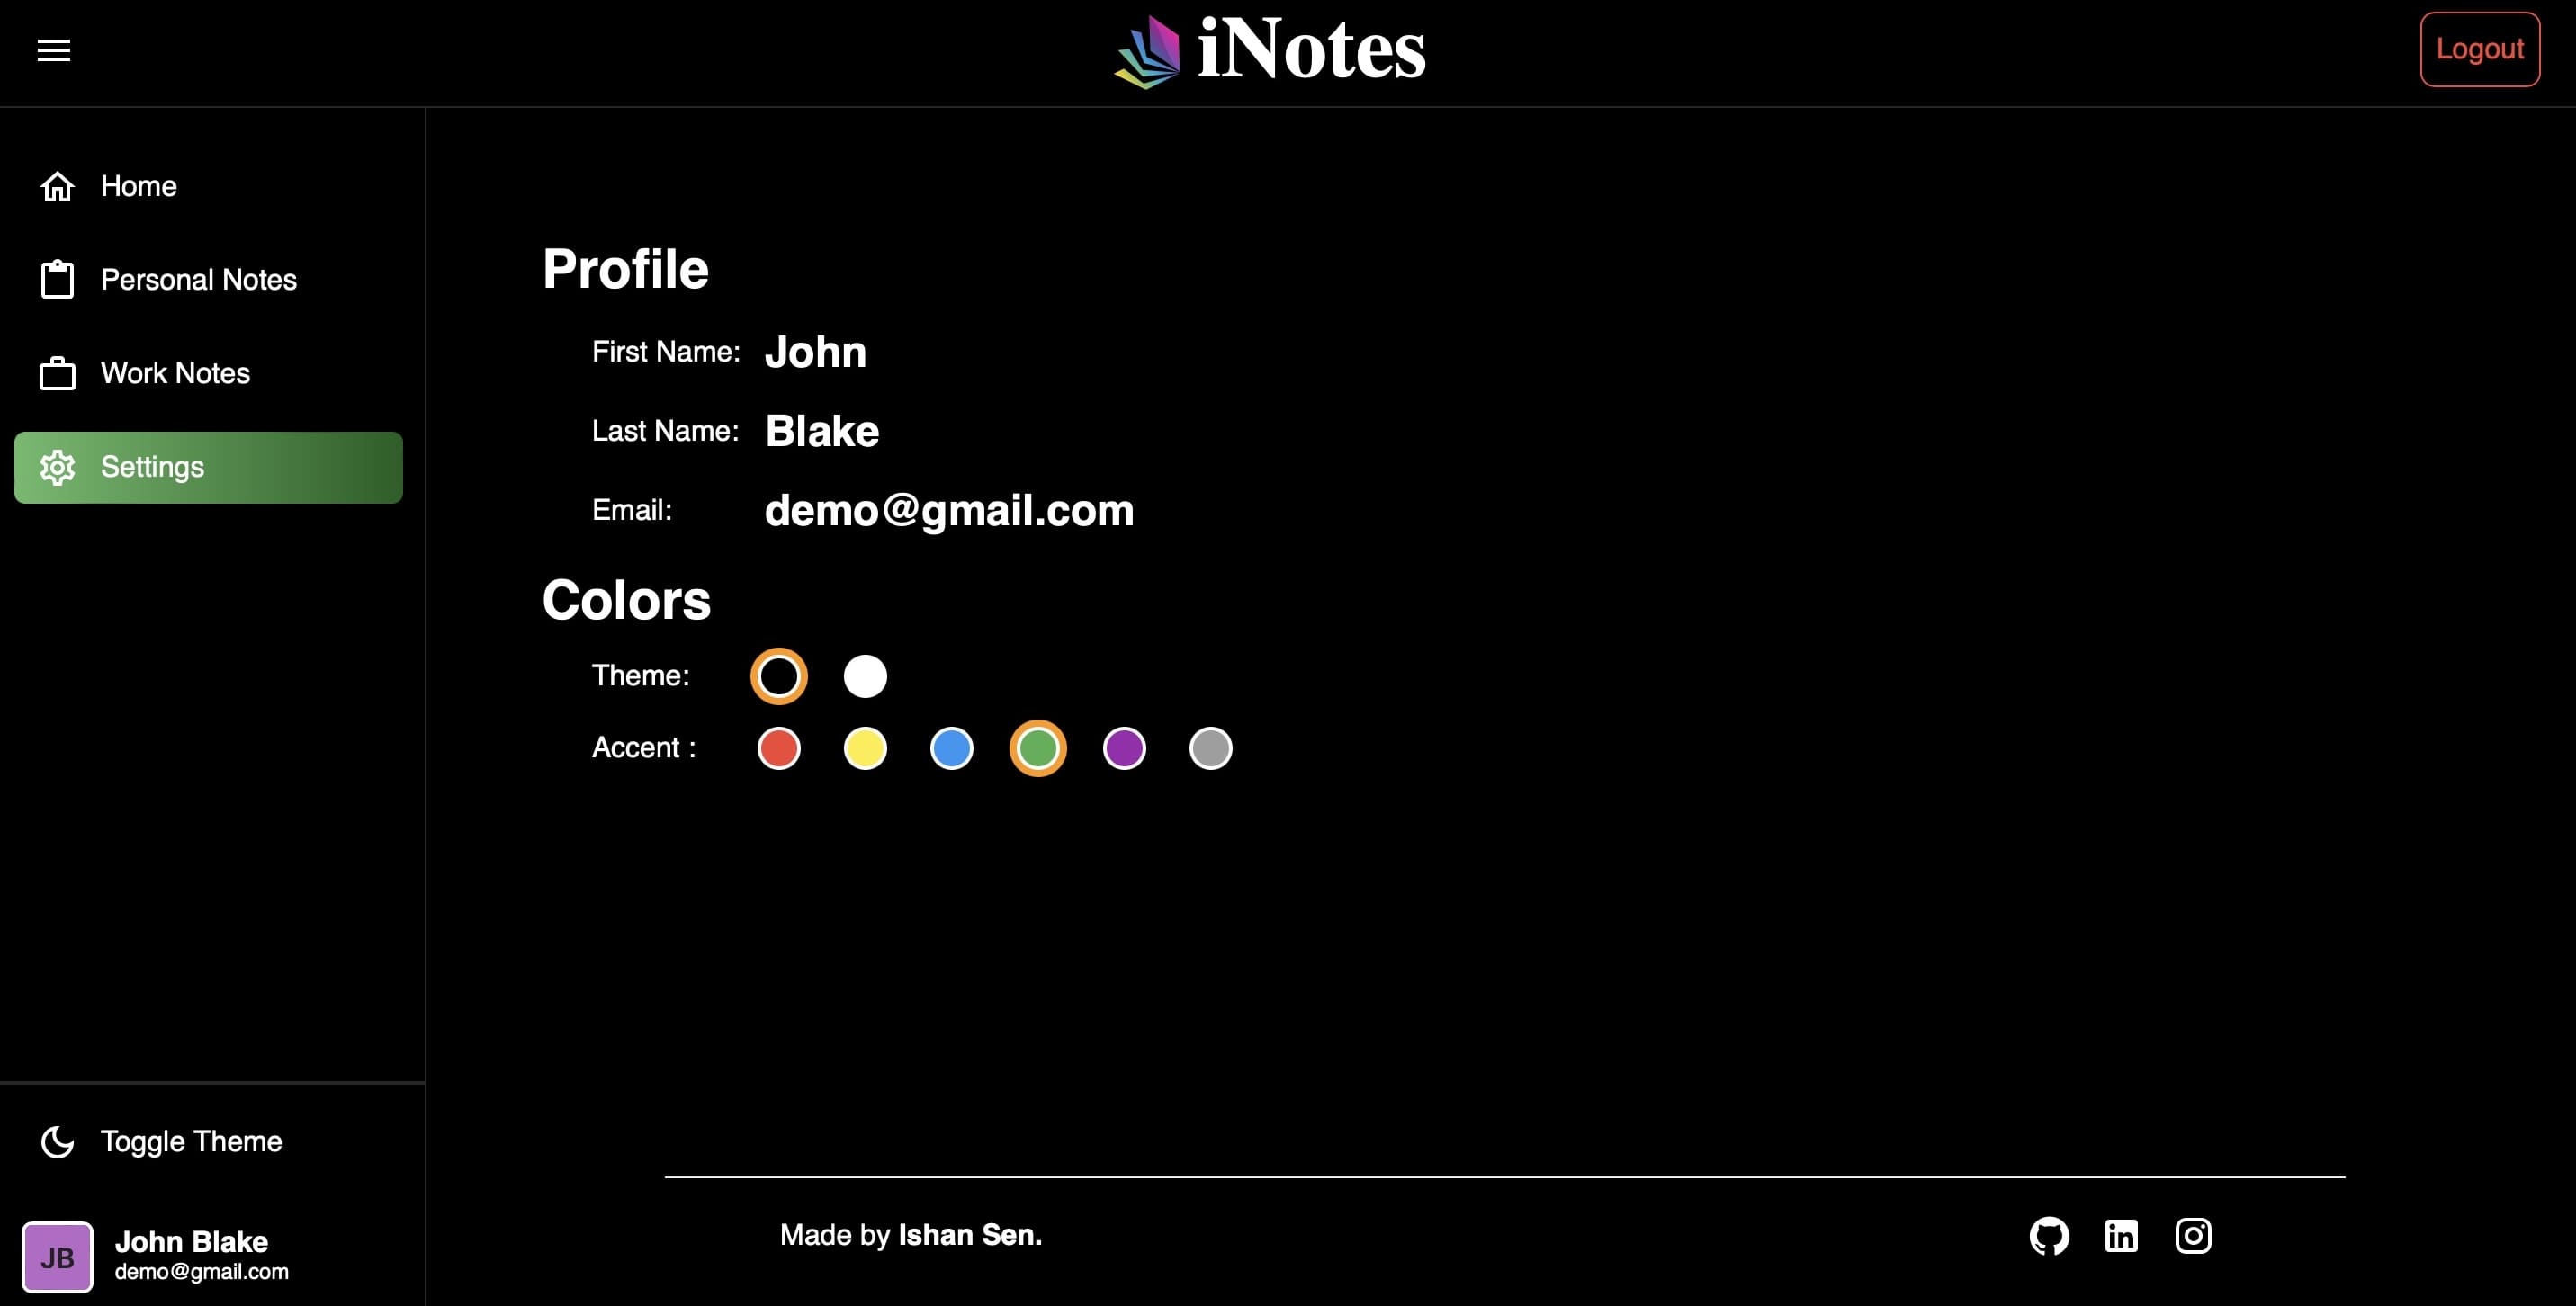 iNotes
Logout
Home
Personal Notes
Work Notes
Settings
Profile
First Name: John
Last Name: Blake
Email: demo@gmail.com
Colors
Theme:
Accent :
Toggle Theme
JB
John Blake
demo@gmail.com
Made by Ishan Sen.
in